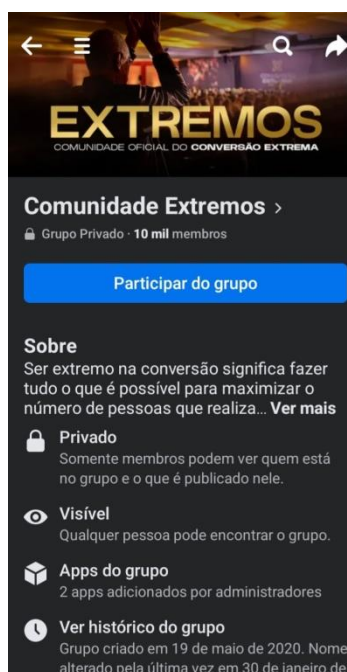 EXTREMOS
COMUNIDADE OFICIAL DO CONVERSÃO EXTREMA
Comunidade Extremos >
Grupo Privado · 10 mil membros
Participar do grupo
Sobre
Ser extremo na conversão significa fazer
tudo o que é possível para maximizar o
número de pessoas que realiza... Ver mais
Privado
Somente membros podem ver quem está
no grupo e o que é publicado nele.
Visível
Qualquer pessoa pode encontrar o grupo.
Apps do grupo
2 apps adicionados por administradores
Ver histórico do grupo
Grupo criado em 19 de maio de 2020. Nome
alterado pela última vez em 30 de janeiro de